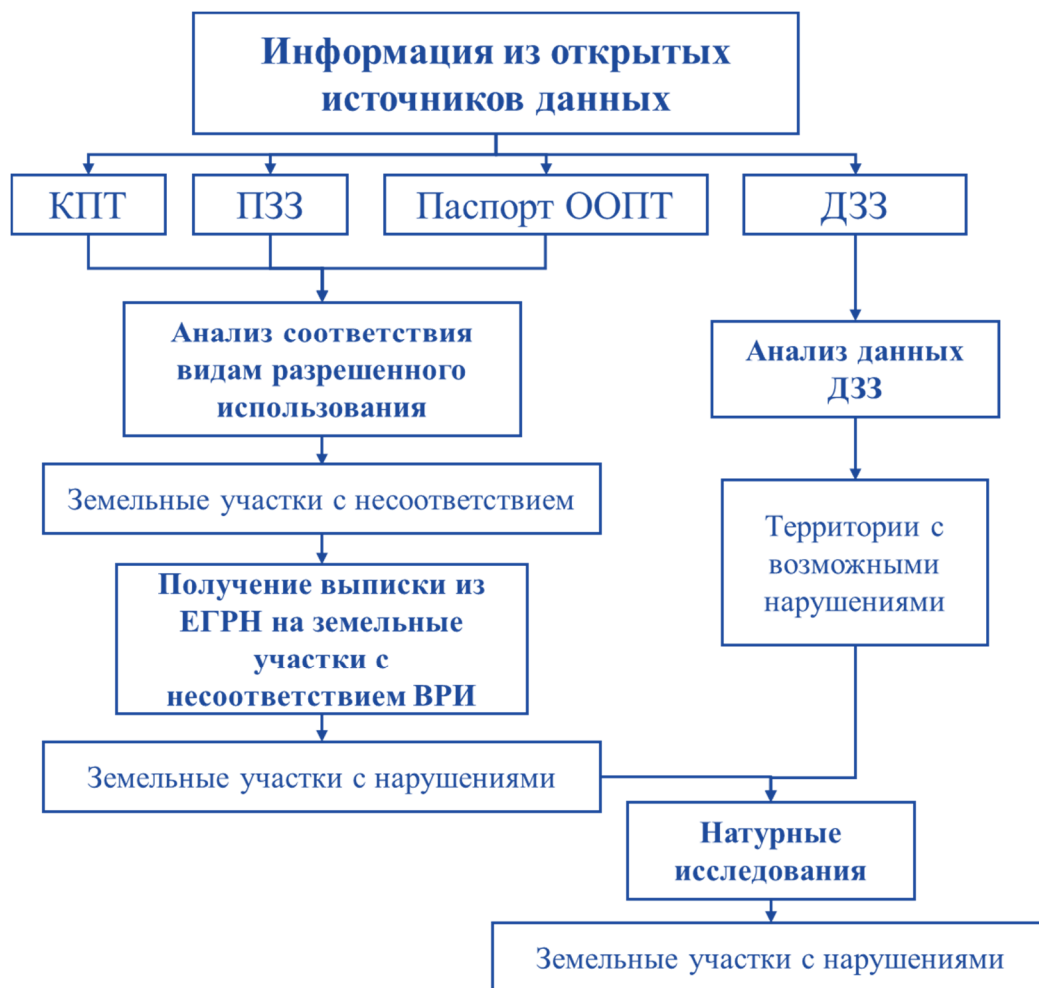 Информация из открытых
источников данных
КПТ
ПЗЗ
Паспорт ООПТ
ДЗЗ
Анализ соответствия
видам разрешенного
использования
Анализ данных
ДЗЗ
Земельные участки с несоответствием
Территории с
возможными
нарушениями
Получение выписки из
ЕГРН на земельные
участки с
несоответствием ВРИ
Земельные участки с нарушениями
Натурные
исследования
Земельные участки с нарушениями